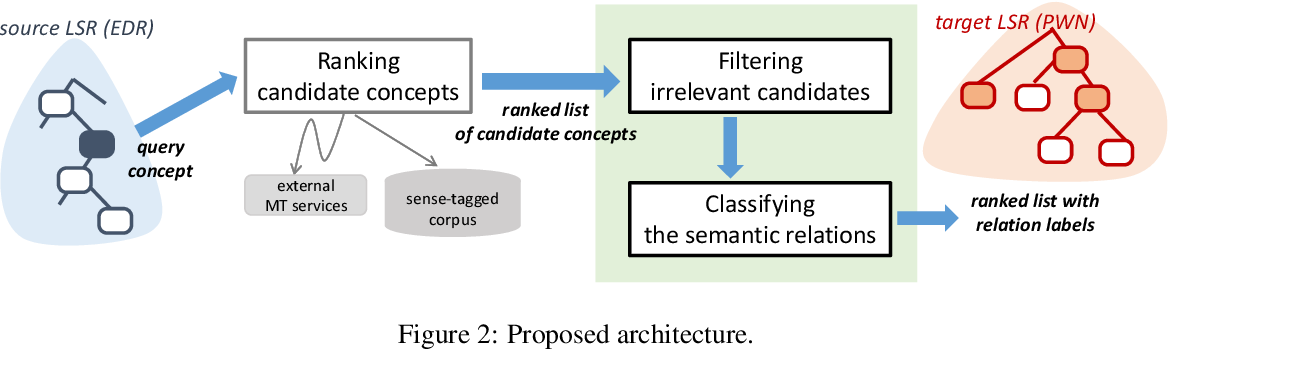 source LSR (EDR)
query
concept
Ranking
candidate concepts
external
MT services
sense-tagged
corpus
ranked list
of candidate concepts
Filtering
irrelevant candidates
Classifying
the semantic relations
target LSR (PWN)
ranked list with
relation labels
Figure 2: Proposed architecture.